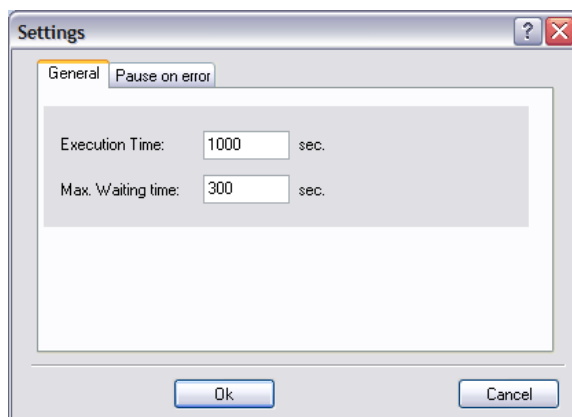 Settings
General Pause on error
Execution Time: 1000 sec.
Max. Waiting time: 300 sec.
Ok Cancel